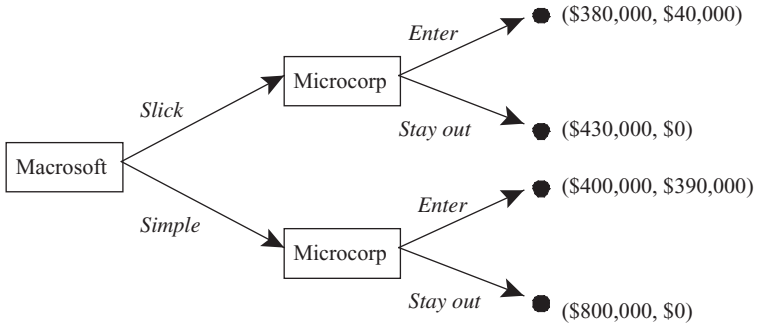 Enter
($380,000, $40,000)
Microcorp
Slick
Stay out
($430,000, $0)
Macrosoft
Enter
($400,000, $390,000)
Simple
Microcorp
Stay out
($800,000, $0)